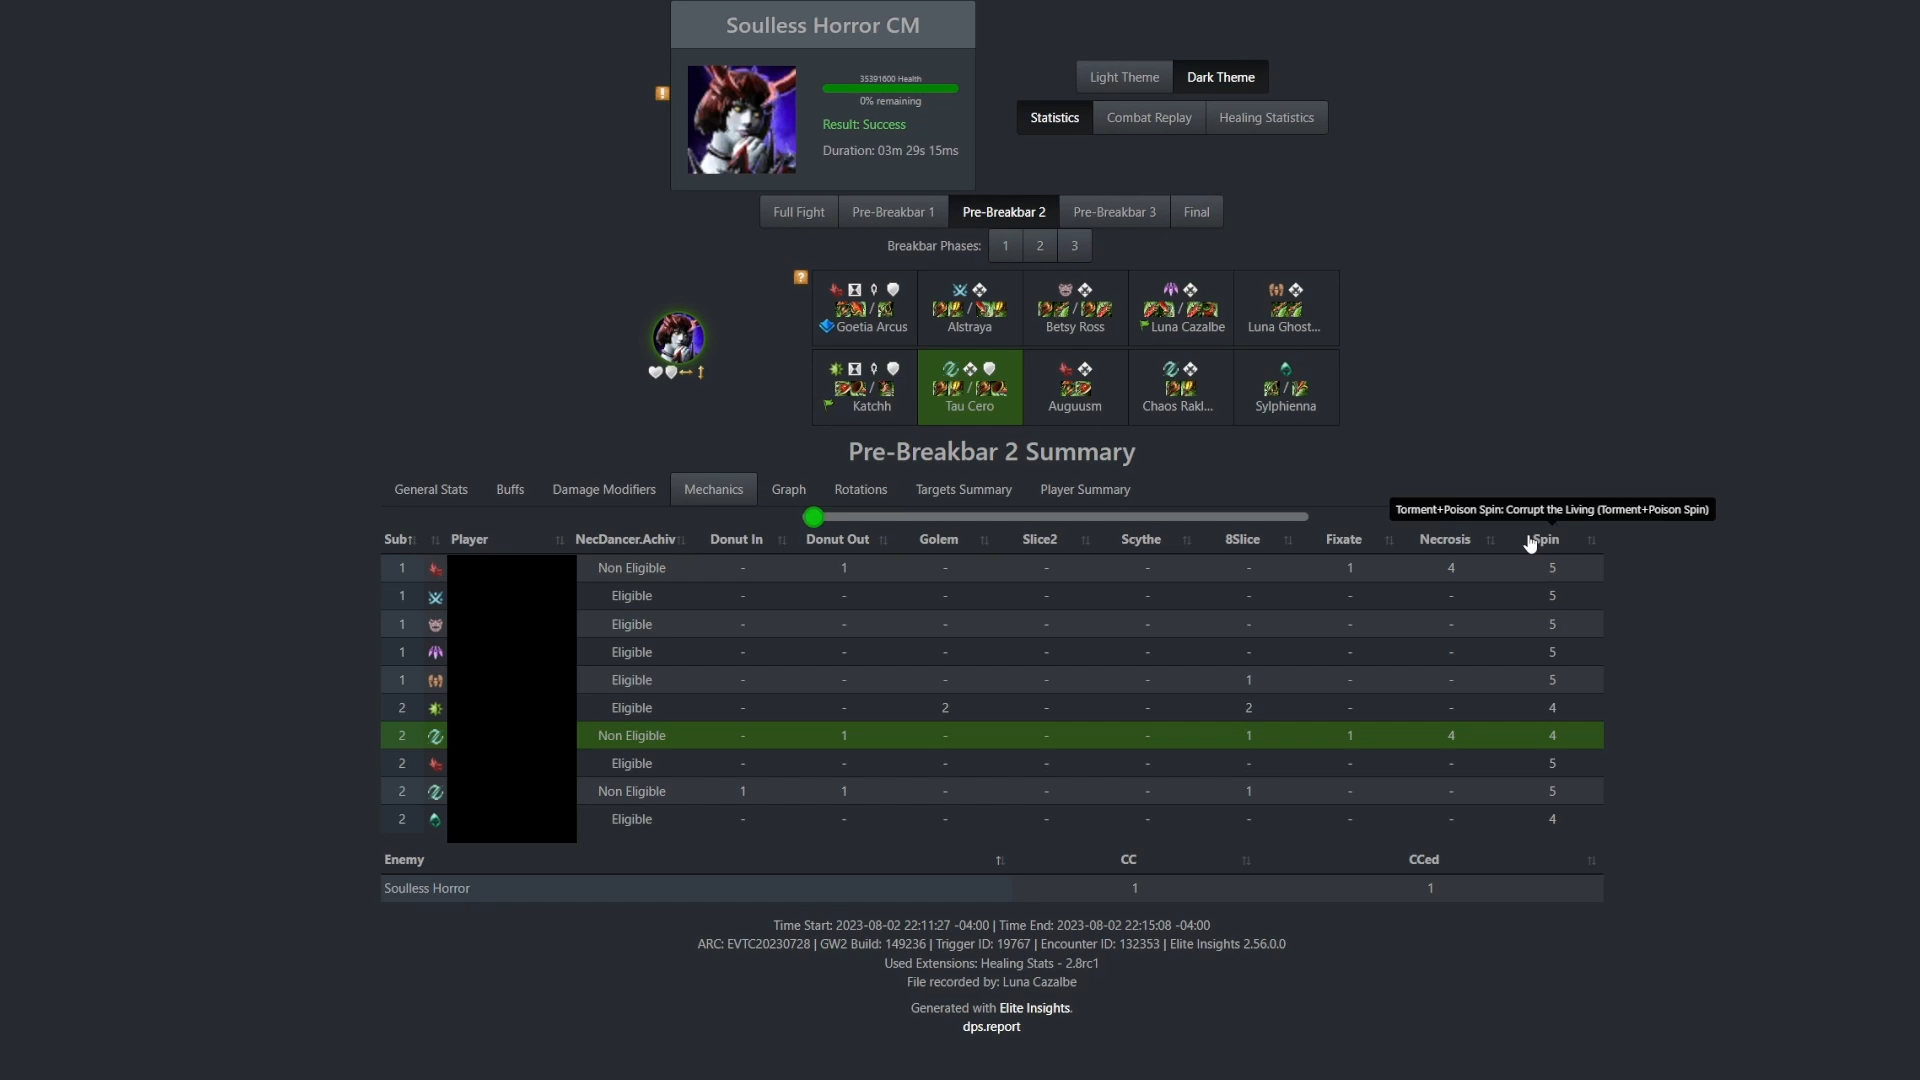 Soulless Horror CM
35391600 Health
0% remaining
Result: Success
Duration: 03m 29s 15ms
Light Theme Dark Theme
Statistics Combat Replay Healing Statistics
Full Fight Pre-Breakbar 1 Pre-Breakbar 2 Pre-Breakbar 3 Final
Breakbar Phases: 1 2 3
Goetia Arcus Alstraya Betsy Ross Luna Cazalbe Luna Ghost...
Katchh Tau Cero Auguusm Chaos Rakl... Sylphienna
Pre-Breakbar 2 Summary
General Stats Buffs Damage Modifiers Mechanics Graph Rotations Targets Summary Player Summary
Torment+Poison Spin: Corrupt the Living (Torment+Poison Spin)
Sub Player NecDancer.Achiv Donut In Donut Out Golem Slice2 Scythe 8Slice Fixate Necrosis Spin
1 Non Eligible - 1 - - - - 1 4 5
1 Eligible - - - - - - - - 5
1 Eligible - - - - - - - - 5
1 Eligible - - - - - - - - 5
1 Eligible - - - - - 1 - - 5
2 Eligible - - 2 - - 2 - - 4
2 Non Eligible - 1 - - - 1 1 4 4
2 Eligible - - - - - - - - 5
2 Non Eligible 1 1 - - - 1 - - 5
2 Eligible - - - - - - - - 4
Enemy CC CCed
Soulless Horror 1 1
Time Start: 2023-08-02 22:11:27 -04:00 | Time End: 2023-08-02 22:15:08 -04:00
ARC: EVTC20230728 | GW2 Build: 149236 | Trigger ID: 19767 | Encounter ID: 132353 | Elite Insights 2.56.0.0
Used Extensions: Healing Stats - 2.8rc1
File recorded by: Luna Cazalbe
Generated with Elite Insights.
dps.report